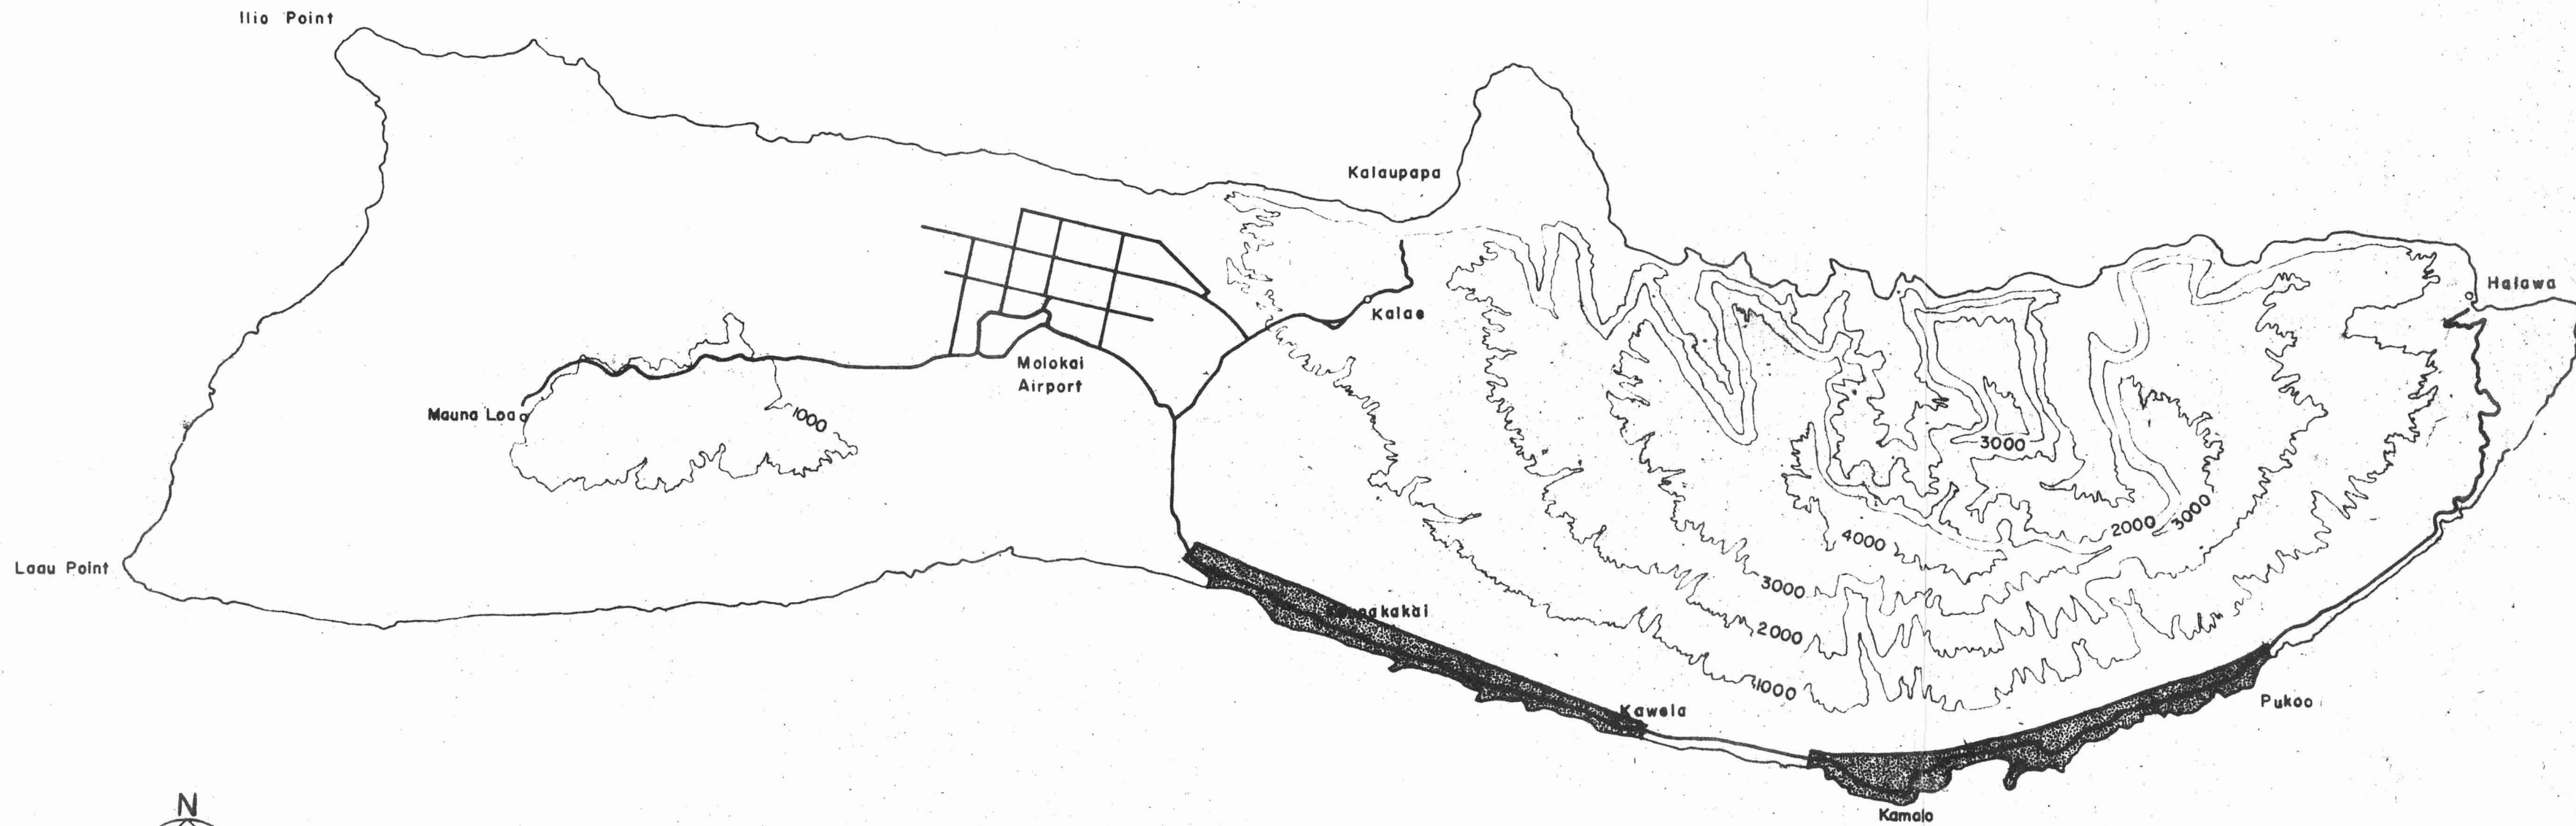 Ilio Point
Kalaupapa
Halawa
Kalae
Molokai
Airport
Mauna Loa
1000
3000
2000
3000
4000
Laau Point
3000
2000
1000
Kawela
Pukoo
Kamalo
N